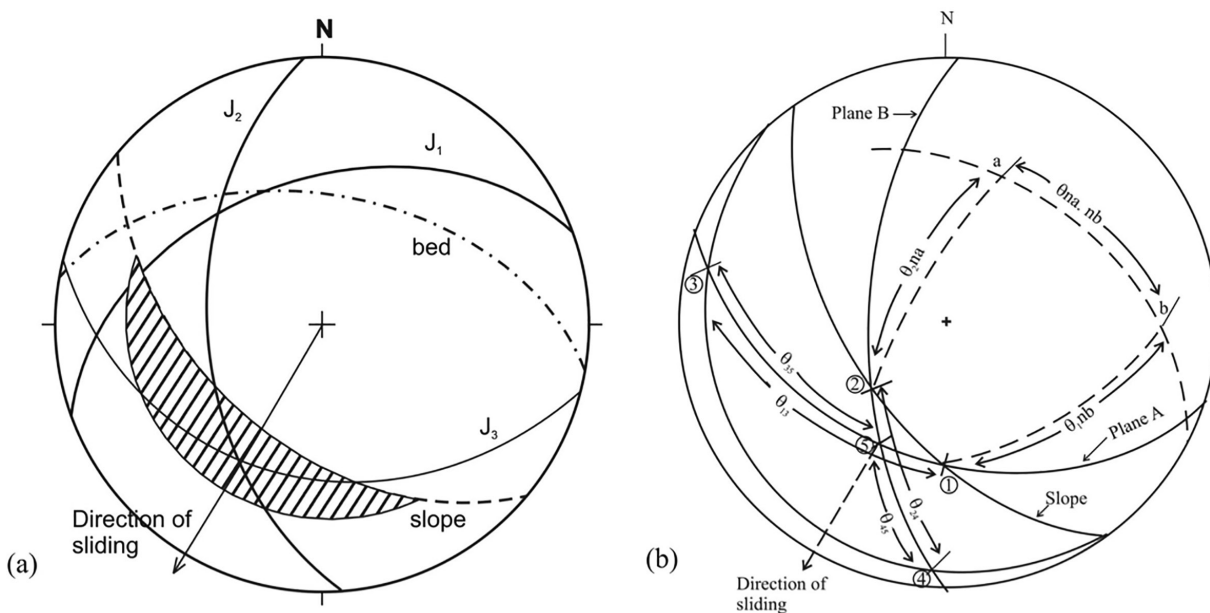 N
J₂
J₁
bed
J₃
slope
Direction of
sliding
(a)
N
Plane B
a
θna, nb
θ₂na
b
③
θ₃₅
②
θ₁₃
θ₁nb
Plane A
⑤
①
Slope
θ₂₄
θ₄₅
④
Direction of
sliding
(b)